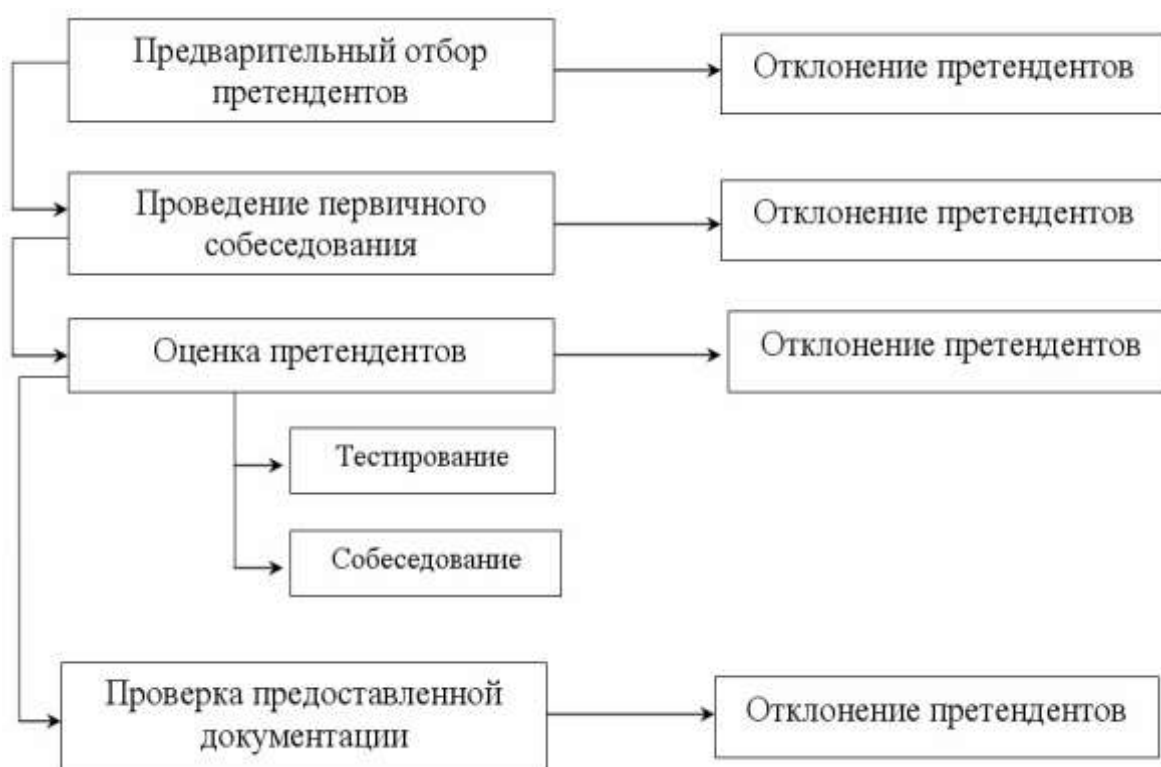 Предварительный отбор
претендентов
Отклонение претендентов
Проведение первичного
собеседования
Отклонение претендентов
Оценка претендентов
Отклонение претендентов
Тестирование
Собеседование
Проверка предоставленной
документации
Отклонение претендентов